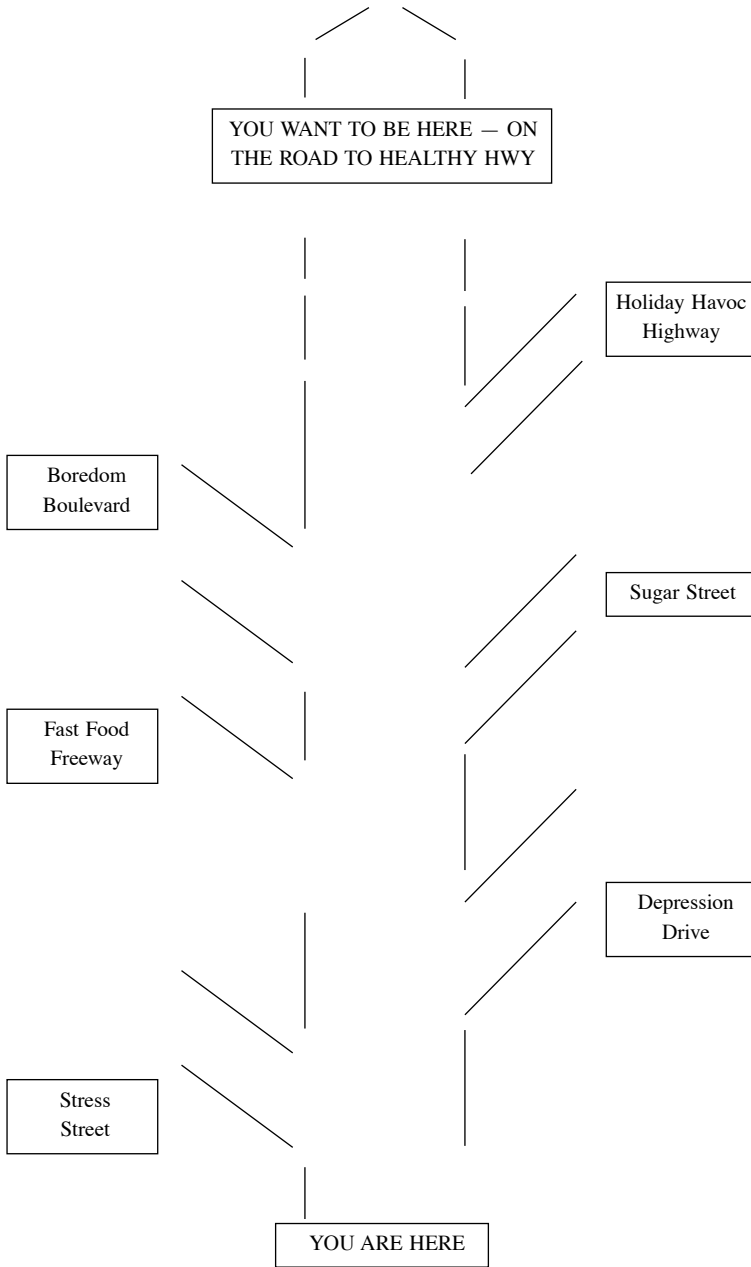 YOU WANT TO BE HERE — ON
THE ROAD TO HEALTHY HWY
Holiday Havoc
Highway
Boredom
Boulevard
Sugar Street
Fast Food
Freeway
Depression
Drive
Stress
Street
YOU ARE HERE